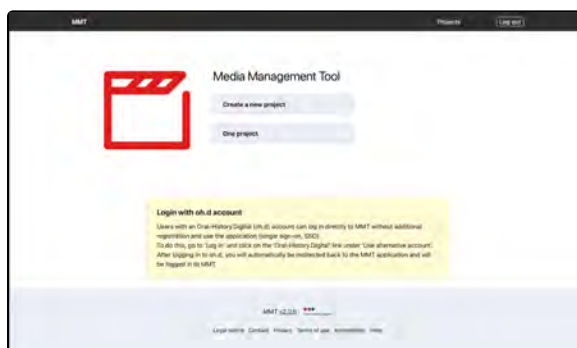 MMT Projects Log out
Media Management Tool
Create a new project
One project
Login with oh.d account
Users with an Oral-History.Digital (oh.d) account can log in directly to MMT without additional
registration and use the application (single sign-on, SSO).
To do this, go to 'Log in' and click on the 'Oral-History.Digital' link under 'Use alternative account'.
After logging in to oh.d, you will automatically be redirected back to the MMT application and will
be logged in to MMT.
MMT
Legal notice Contact Privacy Terms of use Accessibility Help